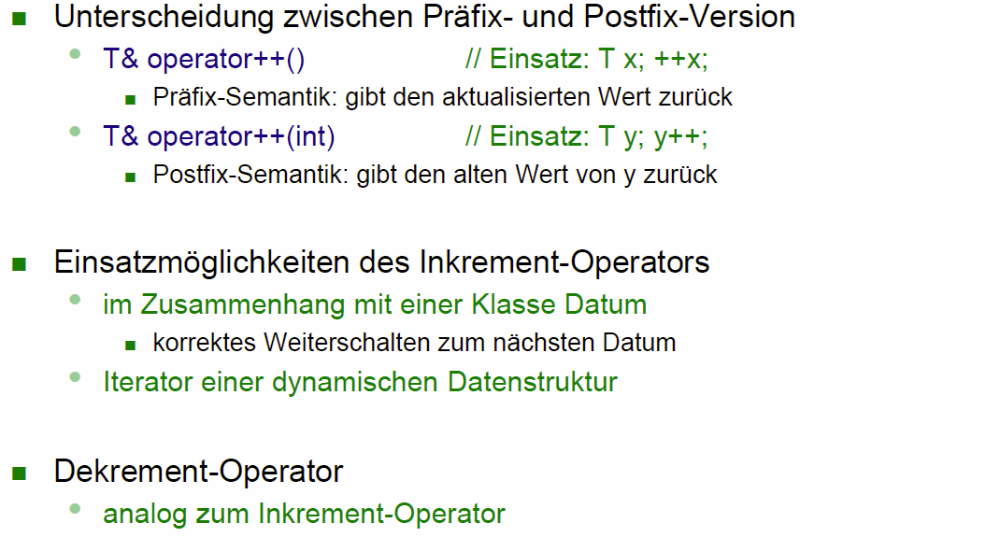 Unterscheidung zwischen Präfix- und Postfix-Version
T& operator++() // Einsatz: T x; ++x;
Präfix-Semantik: gibt den aktualisierten Wert zurück
T& operator++(int) // Einsatz: T y; y++;
Postfix-Semantik: gibt den alten Wert von y zurück
Einsatzmöglichkeiten des Inkrement-Operators
im Zusammenhang mit einer Klasse Datum
korrektes Weiterschalten zum nächsten Datum
Iterator einer dynamischen Datenstruktur
Dekrement-Operator
analog zum Inkrement-Operator